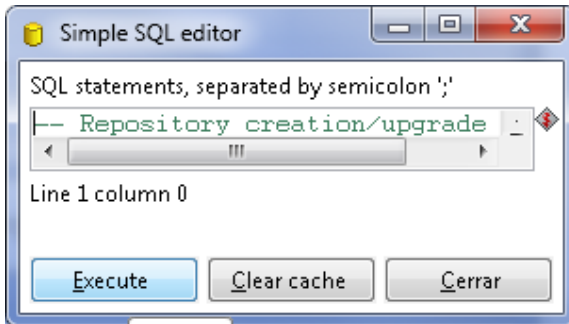 Simple SQL editor
SQL statements, separated by semicolon ';'
-- Repository creation/upgrade
Line 1 column 0
Execute Clear cache Cerrar